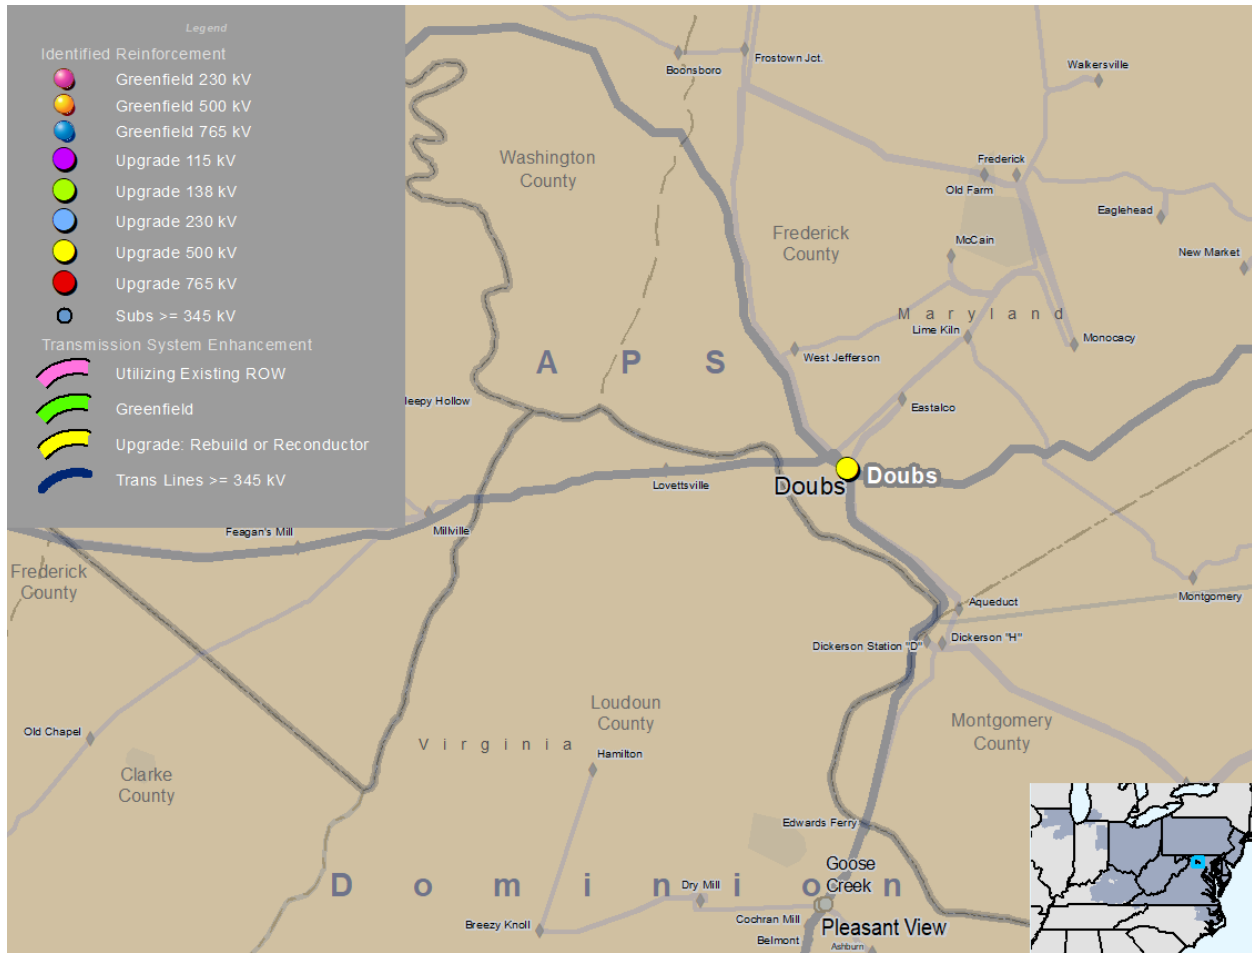 Legend
Identified Reinforcement
Greenfield 230 kV
Greenfield 500 kV
Greenfield 765 kV
Upgrade 115 kV
Upgrade 138 kV
Upgrade 230 kV
Upgrade 500 kV
Upgrade 765 kV
Subs >= 345 kV
Transmission System Enhancement
Utilizing Existing ROW
Greenfield
Upgrade: Rebuild or Reconductor
Trans Lines >= 345 kV
Boonsboro
Frostown Jct.
Walkersville
Washington
County
Frederick
Old Farm
Eaglehead
Frederick
County
McCain
New Market
Maryland
Lime Kiln
Monocacy
West Jefferson
APS
leepy Hollow
Eastalco
Lovettsville
Doubs
Doubs
Feagan's Mill
Millville
Frederick
County
Montgomery
Aqueduct
Dickerson Station "D"
Dickerson "H"
Loudoun
County
Montgomery
County
Old Chapel
Virginia
Hamilton
Clarke
County
Edwards Ferry
Goose
Creek
Dominion
Dry Mill
Breezy Knoll
Cochran Mill
Pleasant View
Belmont
Ashburn